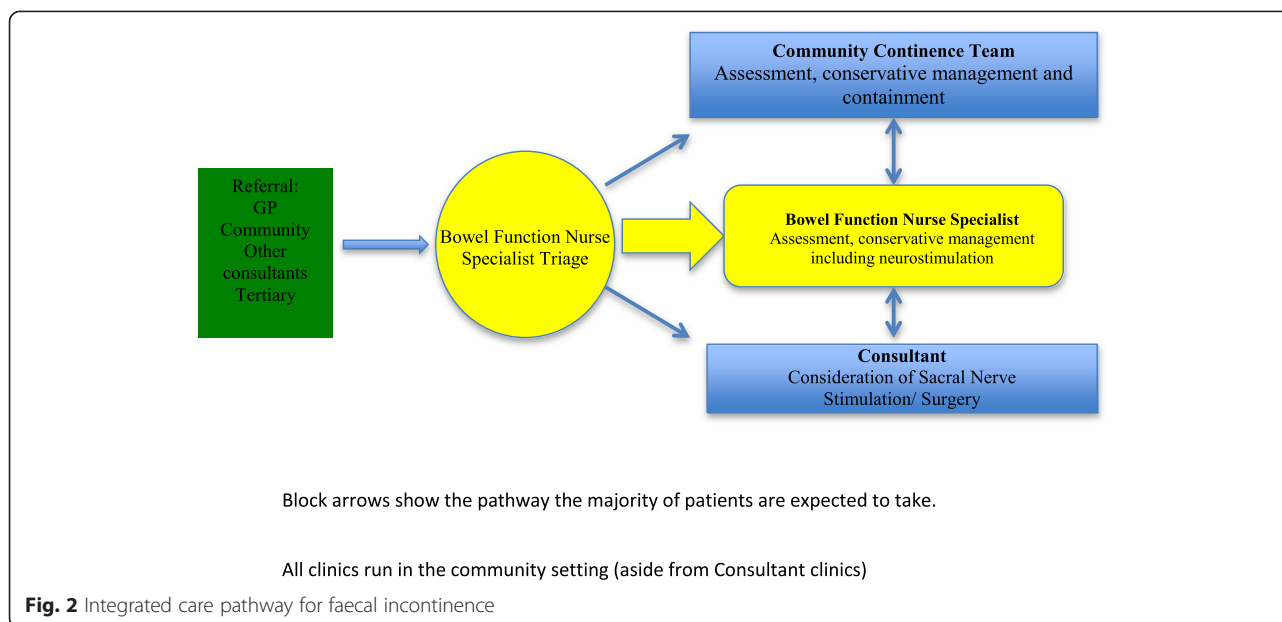 Referral:
GP
Community
Other
consultants
Tertiary
Bowel Function Nurse
Specialist Triage
Community Continence Team
Assessment, conservative management and
containment
Bowel Function Nurse Specialist
Assessment, conservative management
including neurostimulation
Consultant
Consideration of Sacral Nerve
Stimulation/ Surgery
Block arrows show the pathway the majority of patients are expected to take.
All clinics run in the community setting (aside from Consultant clinics)
Fig. 2 Integrated care pathway for faecal incontinence